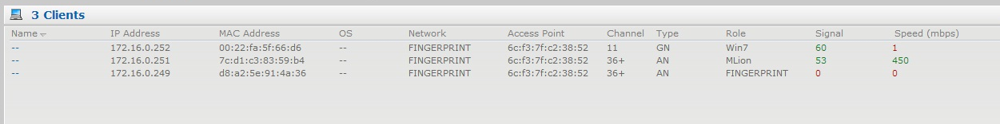 3 Clients
Name IP Address MAC Address OS Network Access Point Channel Type Role Signal Speed (mbps)
-- 172.16.0.252 00:22:fa:5f:66:d6 -- FINGERPRINT 6c:f3:7f:c2:38:52 11 GN Win7 60 1
-- 172.16.0.251 7c:d1:c3:83:59:b4 -- FINGERPRINT 6c:f3:7f:c2:38:52 36+ AN MLion 53 450
-- 172.16.0.249 d8:a2:5e:91:4a:36 -- FINGERPRINT 6c:f3:7f:c2:38:52 36+ AN FINGERPRINT 0 0